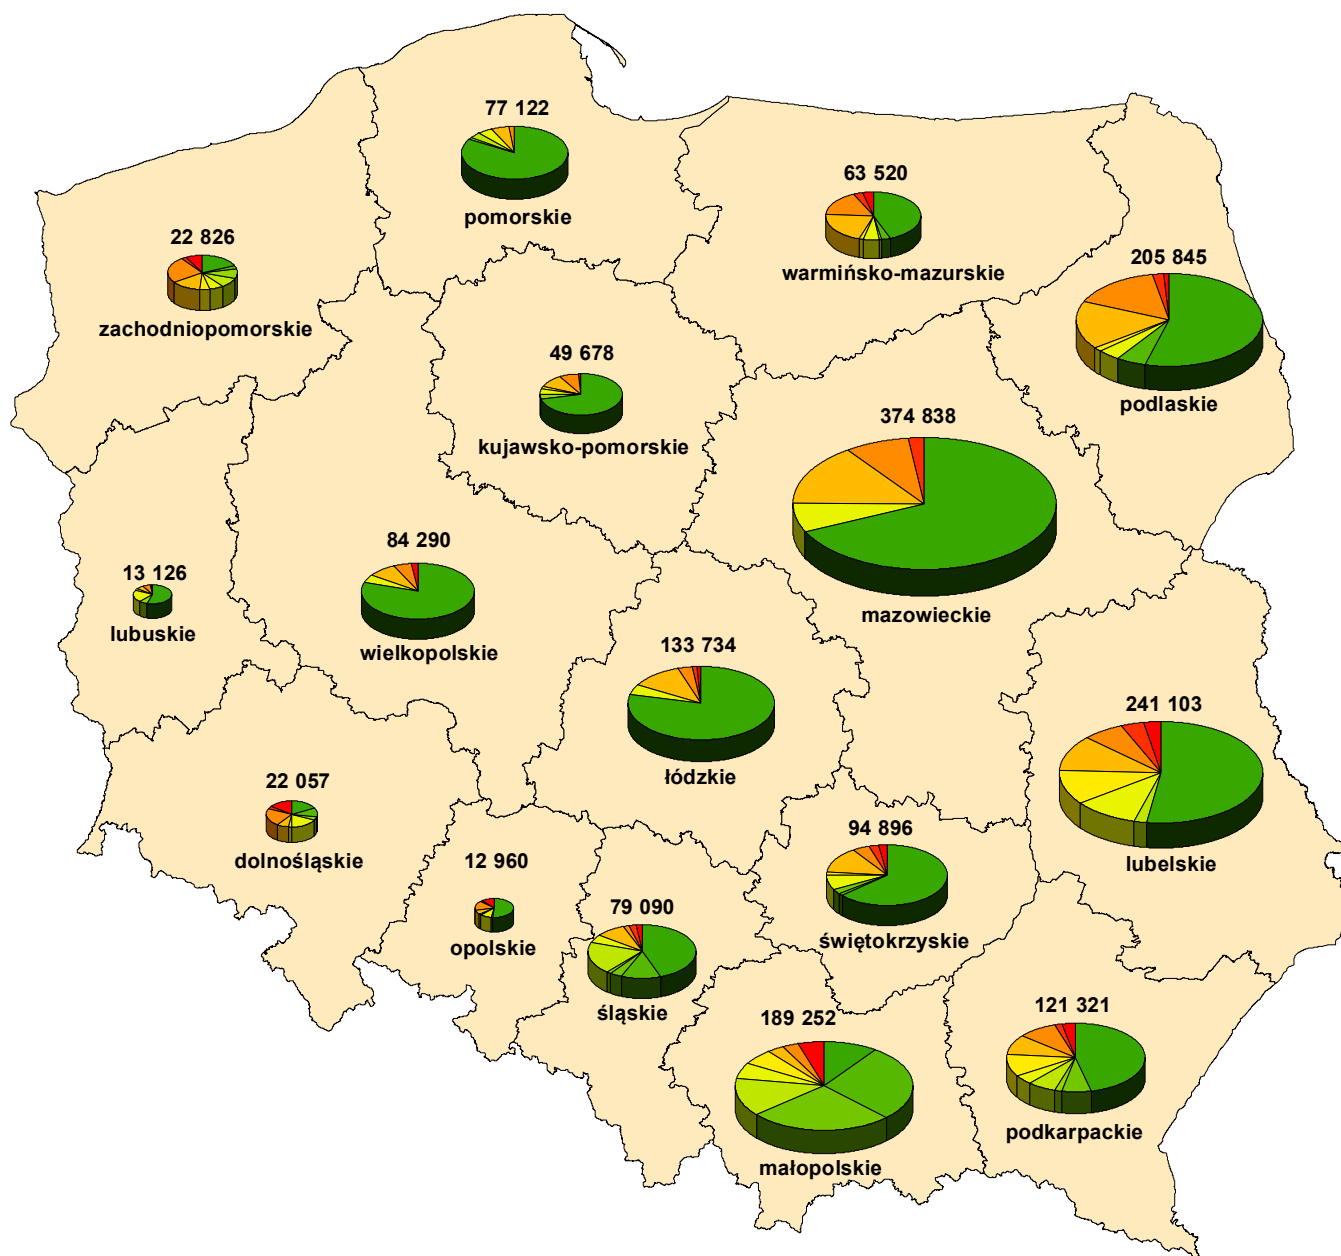 77 122
pomorskie
63 520
warmińsko-mazurskie
22 826
zachodniopomorskie
205 845
podlaskie
49 678
kujawsko-pomorskie
374 838
mazowieckie
84 290
wielkopolskie
13 126
lubuskie
133 734
łódzkie
241 103
lubelskie
22 057
dolnośląskie
12 960
opolskie
94 896
świętokrzyskie
79 090
śląskie
189 252
małopolskie
121 321
podkarpackie